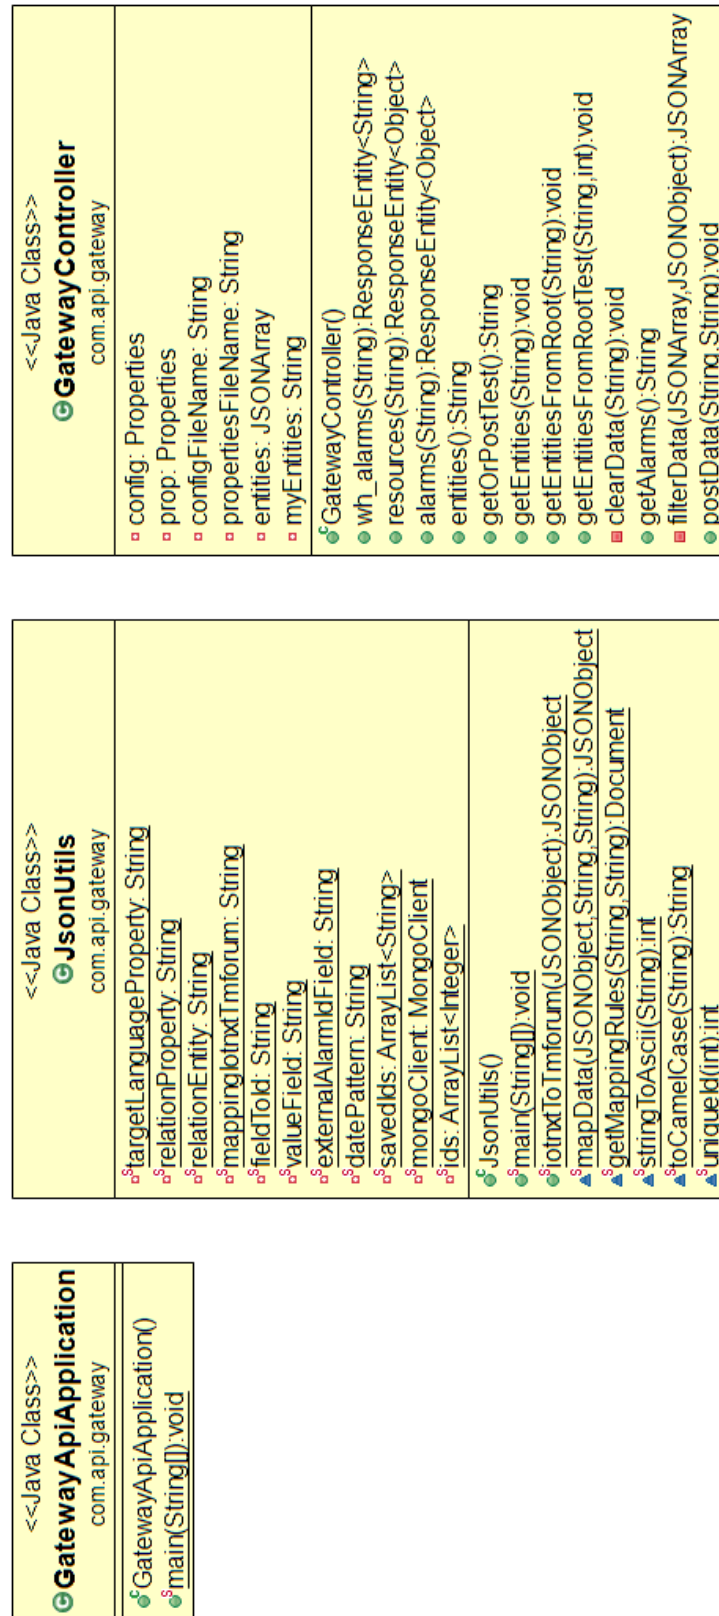 <<Java Class>>
GatewayApiApplication
com.api.gateway
GatewayApiApplication()
main(String[]):void
<<Java Class>>
JsonUtils
com.api.gateway
targetLanguageProperty: String
relationProperty: String
relationEntity: String
mappingIotnxtTmforum: String
fieldToId: String
valueField: String
externalAlarmIdField: String
datePattern: String
savedIds: ArrayList<String>
mongoClient: MongoClient
ids: ArrayList<Integer>
JsonUtils()
main(String[]):void
iotnxtToTmforum(JSONObject):JSONObject
mapData(JSONObject,String,String):JSONObject
getMappingRules(String,String):Document
stringToAscii(String):int
toCamelCase(String):String
uniqueId(int):int
<<Java Class>>
GatewayController
com.api.gateway
config: Properties
prop: Properties
configFileName: String
propertiesFileName: String
entities: JSONArray
myEntities: String
GatewayController()
wh_alarms(String):ResponseEntity<String>
resources(String):ResponseEntity<Object>
alarms(String):ResponseEntity<Object>
entities():String
getOrPostTest():String
getEntities(String):void
getEntitiesFromRoot(String):void
getEntitiesFromRootTest(String,int):void
clearData(String):void
getAlarms():String
filterData(JSONArray,JSONObject):JSONArray
postData(String,String):void